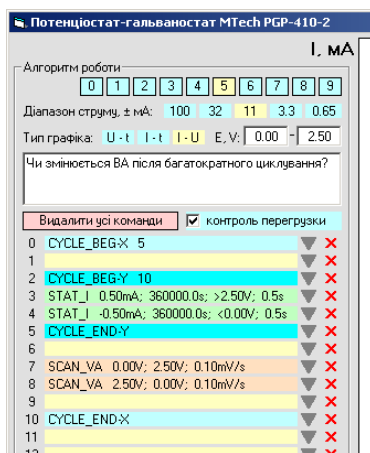 Потенціостат-гальваностат MTech PGP-410-2
I, мА
Алгоритм роботи
0 1 2 3 4 5 6 7 8 9
Діапазон струму, ± мА: 100 32 11 3.3 0.65
Тип графіка: U - t I - t I - U E, V: 0.00 - 2.50
Чи змінюється ВА після багатократного циклування?
Видалити усі команди контроль перегрузки
0 CYCLE_BEG-X 5
1
2 CYCLE_BEG-Y 10
3 STAT_I 0.50mA; 360000.0s; >2.50V; 0.5s
4 STAT_I -0.50mA; 360000.0s; <0.00V; 0.5s
5 CYCLE_END-Y
6
7 SCAN_VA 0.00V; 2.50V; 0.10mV/s
8 SCAN_VA 2.50V; 0.00V; 0.10mV/s
9
10 CYCLE_END-X
11